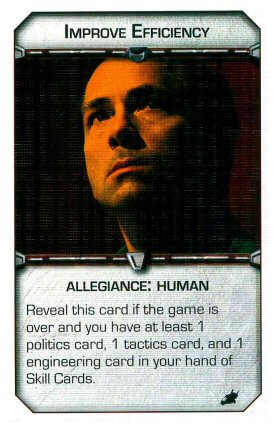 IMPROVE EFFICIENCY
ALLEGIANCE: HUMAN
Reveal this card if the game is
over and you have at least 1
politics card, 1 tactics card, and 1
engineering card in your hand of
Skill Cards.